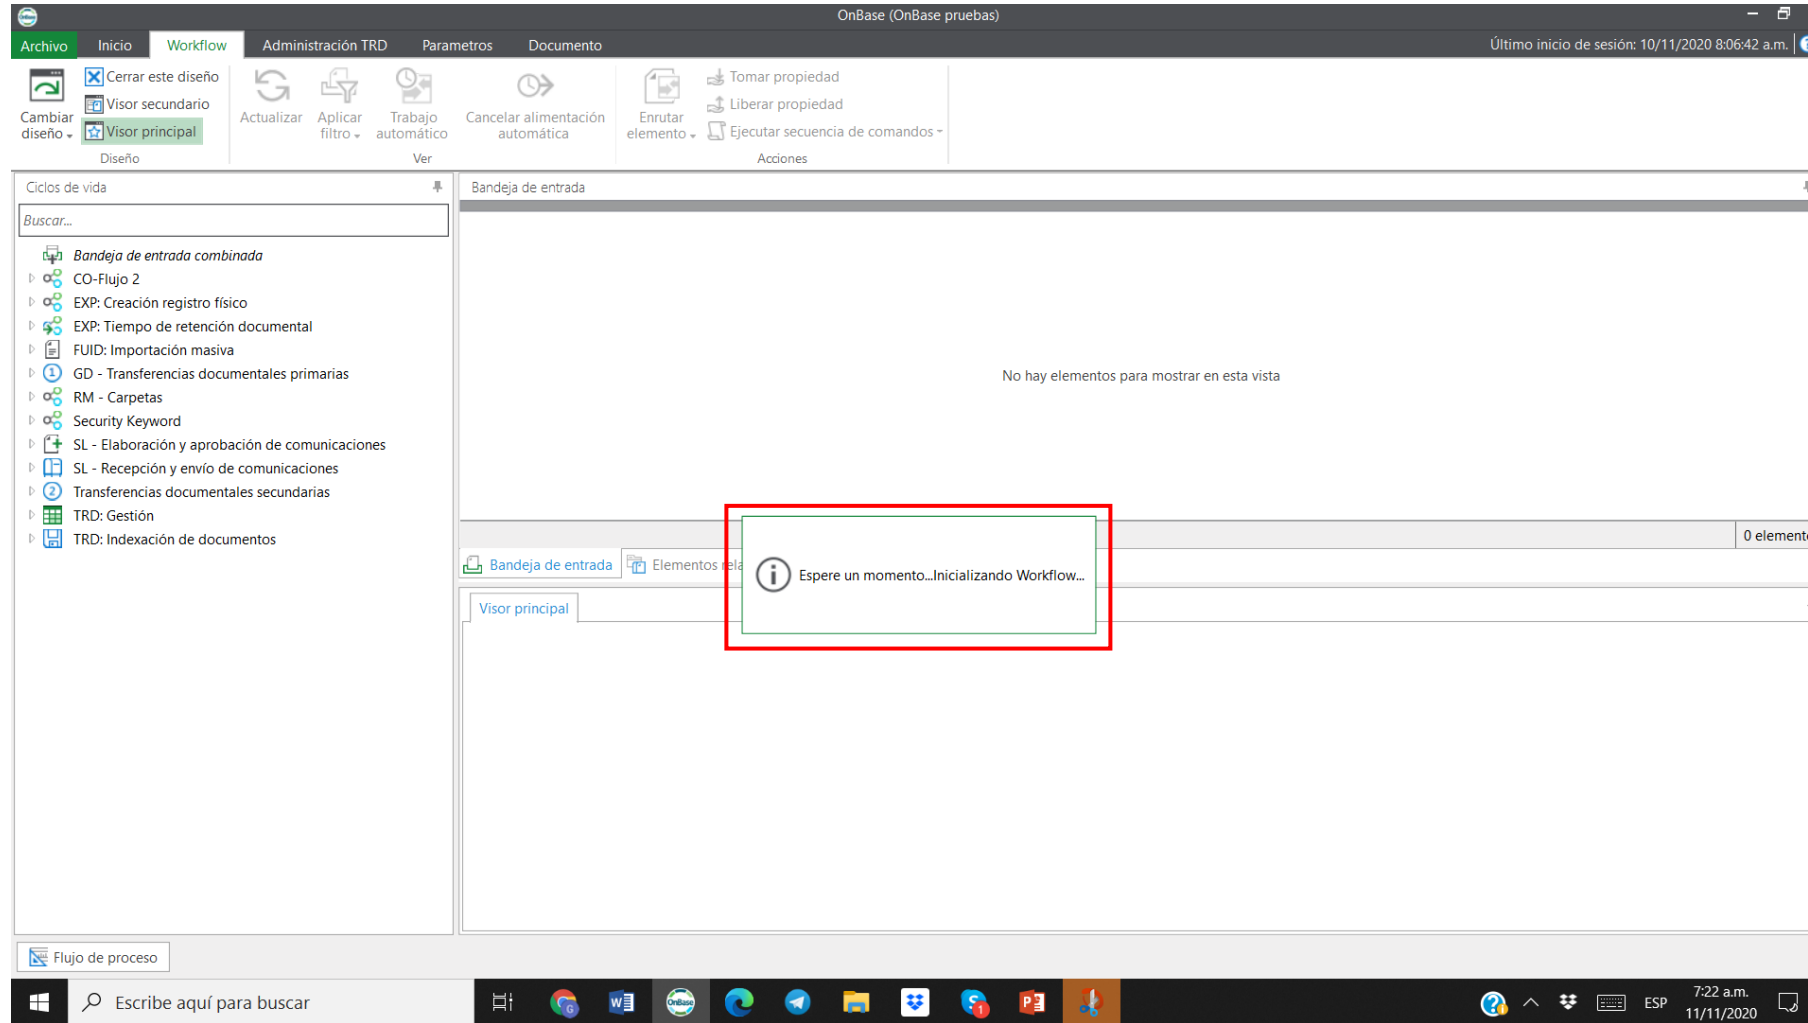 OnBase (OnBase pruebas)
Archivo Inicio Workflow Administración TRD Parametros Documento Último inicio de sesión: 10/11/2020 8:06:42 a.m.
Cerrar este diseño
Visor secundario
Visor principal
Cambiar diseño
Actualizar
Aplicar filtro
Trabajo automático
Cancelar alimentación automática
Enrutar elemento
Tomar propiedad
Liberar propiedad
Ejecutar secuencia de comandos
Diseño Ver Acciones
Ciclos de vida
Buscar...
Bandeja de entrada combinada
CO-Flujo 2
EXP: Creación registro físico
EXP: Tiempo de retención documental
FUID: Importación masiva
GD - Transferencias documentales primarias
RM - Carpetas
Security Keyword
SL - Elaboración y aprobación de comunicaciones
SL - Recepción y envío de comunicaciones
Transferencias documentales secundarias
TRD: Gestión
TRD: Indexación de documentos
Bandeja de entrada
No hay elementos para mostrar en esta vista
0 element
Bandeja de entrada Elementos rela
Espere un momento...Inicializando Workflow...
Visor principal
Flujo de proceso
Escribe aquí para buscar
OnBase
ESP
7:22 a.m.
11/11/2020